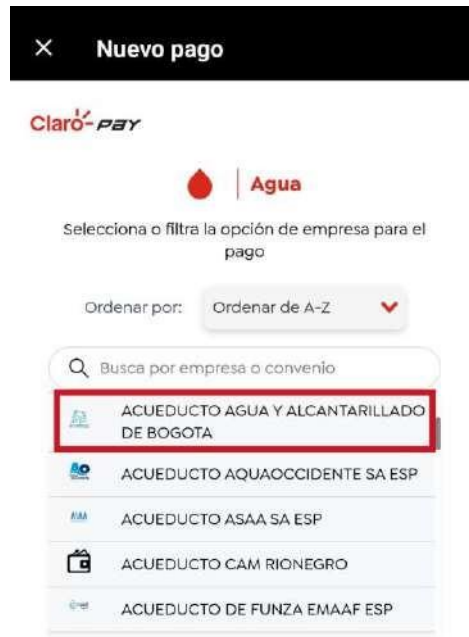 Nuevo pago
Claro-pay
Agua
Selecciona o filtra la opción de empresa para el
pago
Ordenar por:
Ordenar de A-Z
Busca por empresa o convenio
ACUEDUCTO AGUA Y ALCANTARILLADO
DE BOGOTA
ACUEDUCTO AQUAOCCIDENTE SA ESP
ACUEDUCTO ASAA SA ESP
ACUEDUCTO CAM RIONEGRO
ACUEDUCTO DE FUNZA EMAAF ESP